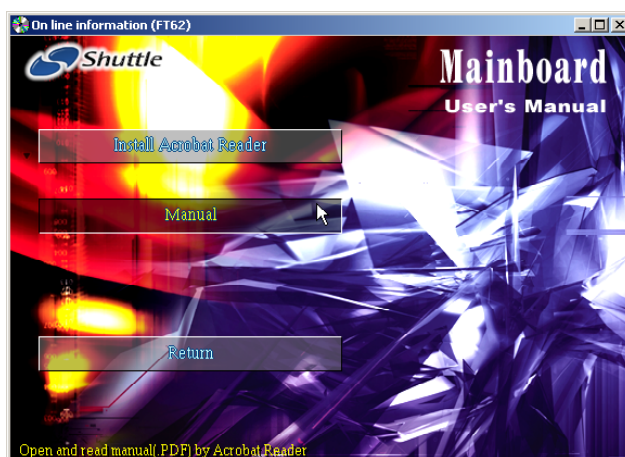 On line information (FT62)
Shuttle
Mainboard
User's Manual
Install Acrobat Reader
Manual
Return
Open and read manual(.PDF) by Acrobat Reader